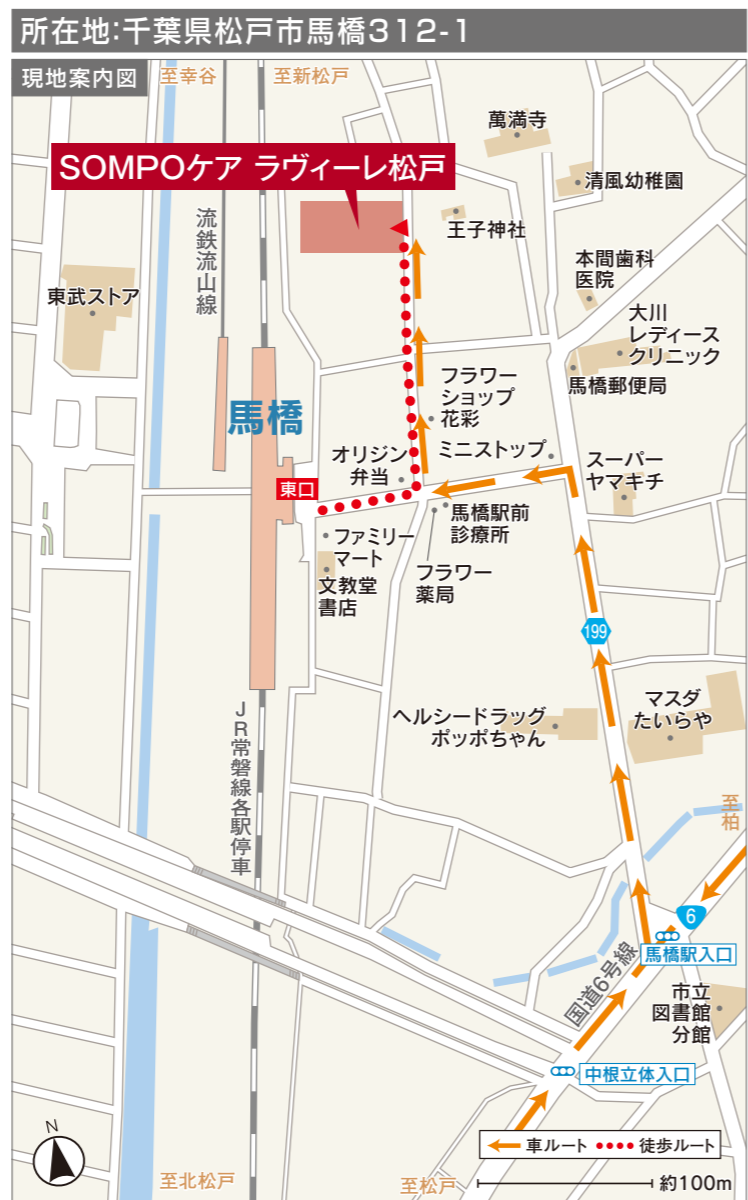 所在地:千葉県松戸市馬橋312-1
現地案内図
至幸谷
至新松戸
萬満寺
SOMPOケア ラヴィーレ松戸
清風幼稚園
流鉄流山線
王子神社
本間歯科
医院
東武ストア
大川
レディース
クリニック
馬橋郵便局
フラワー
ショップ
花彩
馬橋
オリジン
弁当
ミニストップ
スーパー
ヤマキチ
東口
馬橋駅前
診療所
ファミリー
マート
フラワー
薬局
文教堂
書店
199
マスダ
たいらや
ヘルシードラッグ
ポッポちゃん
JR常磐線各駅停車
至柏
6
馬橋駅入口
国道6号線
市立
図書館
分館
中根立体入口
N
車ルート
徒歩ルート
至北松戸
至松戸
約100m